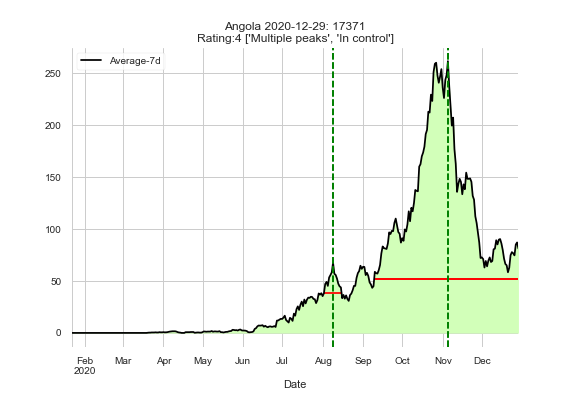 Angola 2020-12-29: 17371
Rating:4 ['Multiple peaks', 'In control']
Average-7d
250
200
150
100
50
0
Feb Mar Apr May Jun Jul Aug Sep Oct Nov Dec
2020
Date